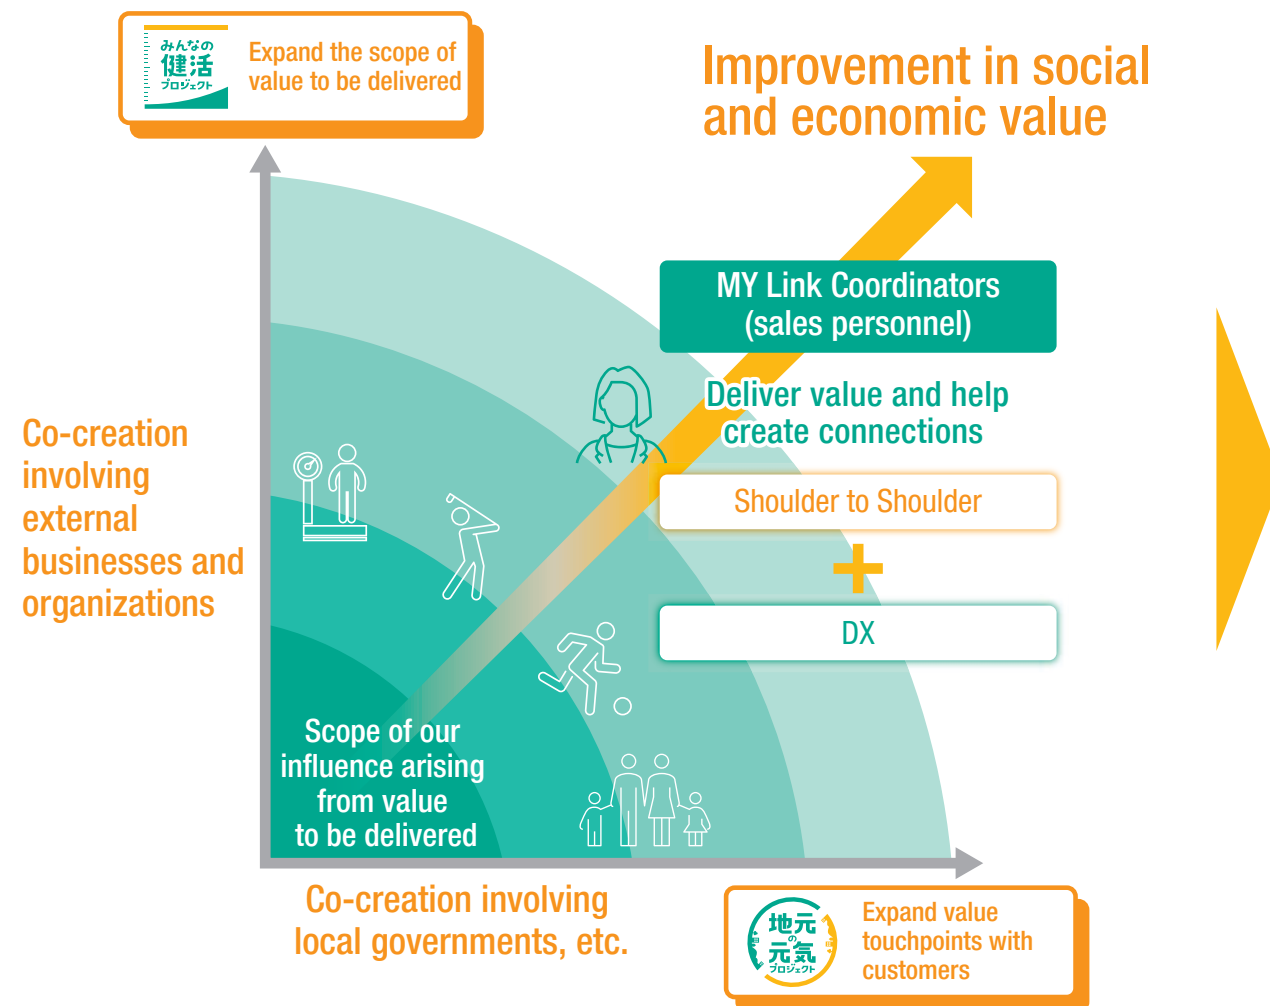 みんなの
健活
プロジェクト
Expand the scope of
value to be delivered
Improvement in social
and economic value
MY Link Coordinators
(sales personnel)
Deliver value and help
create connections
Shoulder to Shoulder
+
DX
Co-creation
involving
external
businesses and
organizations
Scope of our
influence arising
from value
to be delivered
Co-creation involving
local governments, etc.
地元
の
元気
プロジェクト
Expand value
touchpoints with
customers